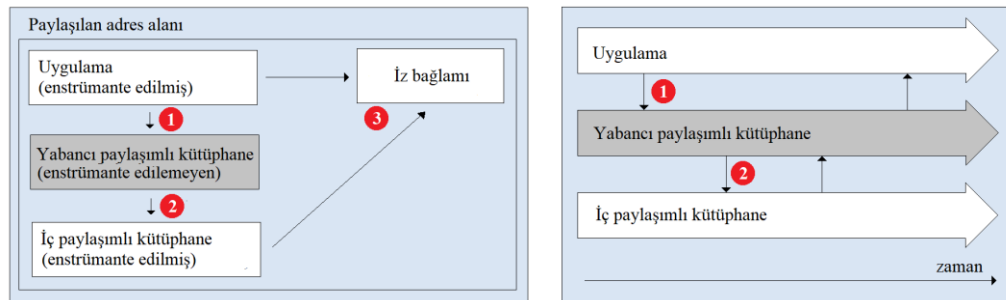 Paylaşılan adres alanı
Uygulama
(enstrümante edilmiş)
İz bağlamı
1
3
Yabancı paylaşımlı kütüphane
(enstrümante edilemeyen)
2
İç paylaşımlı kütüphane
(enstrümante edilmiş)
Uygulama
1
Yabancı paylaşımlı kütüphane
2
İç paylaşımlı kütüphane
zaman